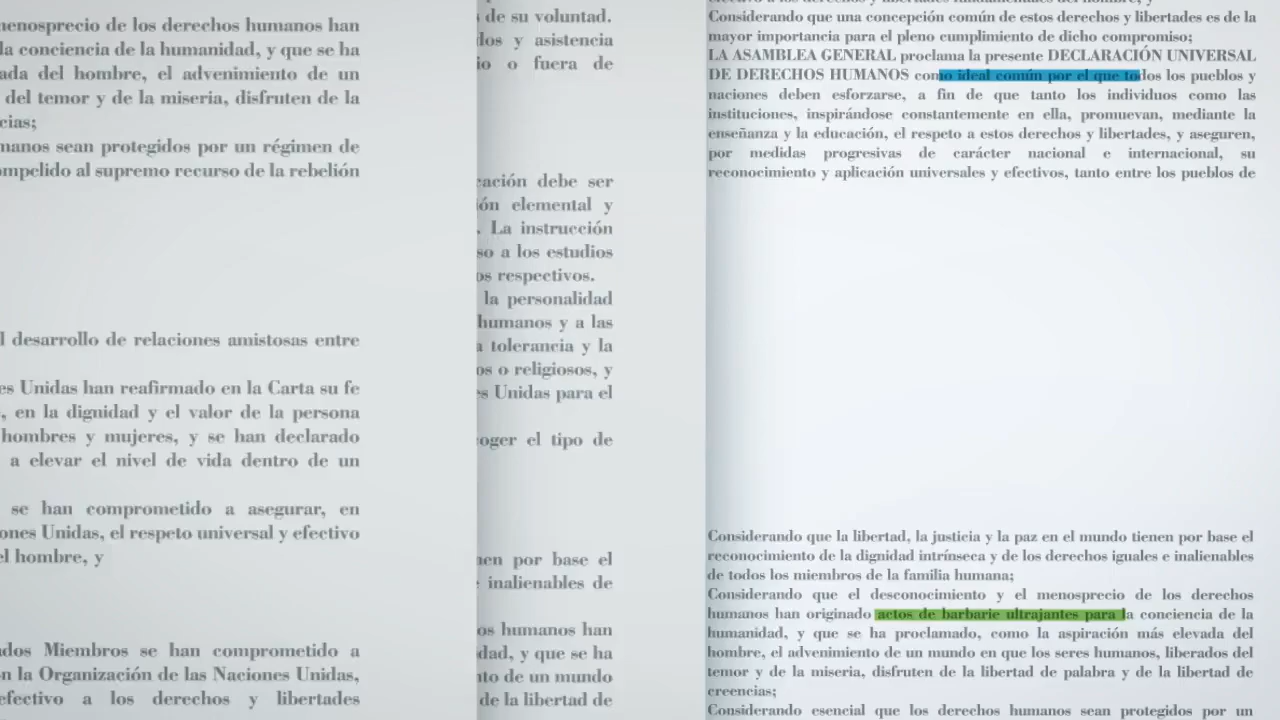 menosprecio de los derechos humanos han
la conciencia de la humanidad, y que se ha
ada del hombre, el advenimiento de un
del temor y de la miseria, disfruten de la
cias;
manos sean protegidos por un régimen de
ompelido al supremo recurso de la rebelión
l desarrollo de relaciones amistosas entre
es Unidas han reafirmado en la Carta su fe
, en la dignidad y el valor de la persona
hombres y mujeres, y se han declarado
a elevar el nivel de vida dentro de un
se han comprometido a asegurar, en
ones Unidas, el respeto universal y efectivo
el hombre, y
ados Miembros se han comprometido a
n la Organización de las Naciones Unidas,
efectivo a los derechos y libertades
s de su voluntad.
dos y asistencia
io o fuera de
cación debe ser
ión elemental y
. La instrucción
so a los estudios
os respectivos.
la personalidad
humanos y a las
a tolerancia y la
os o religiosos, y
es Unidas para el
coger el tipo de
nen por base el
e inalienables de
os humanos han
dad, y que se ha
nto de un mundo
de la libertad de
Considerando que una concepción común de estos derechos y libertades es de la
mayor importancia para el pleno cumplimiento de dicho compromiso;
LA ASAMBLEA GENERAL proclama la presente DECLARACIÓN UNIVERSAL
DE DERECHOS HUMANOS como ideal común por el que todos los pueblos y
naciones deben esforzarse, a fin de que tanto los individuos como las
instituciones, inspirándose constantemente en ella, promuevan, mediante la
enseñanza y la educación, el respeto a estos derechos y libertades, y aseguren,
por medidas progresivas de carácter nacional e internacional, su
reconocimiento y aplicación universales y efectivos, tanto entre los pueblos de
Considerando que la libertad, la justicia y la paz en el mundo tienen por base el
reconocimiento de la dignidad intrínseca y de los derechos iguales e inalienables
de todos los miembros de la familia humana;
Considerando que el desconocimiento y el menosprecio de los derechos
humanos han originado actos de barbarie ultrajantes para la conciencia de la
humanidad, y que se ha proclamado, como la aspiración más elevada del
hombre, el advenimiento de un mundo en que los seres humanos, liberados del
temor y de la miseria, disfruten de la libertad de palabra y de la libertad de
creencias;
Considerando esencial que los derechos humanos sean protegidos por un